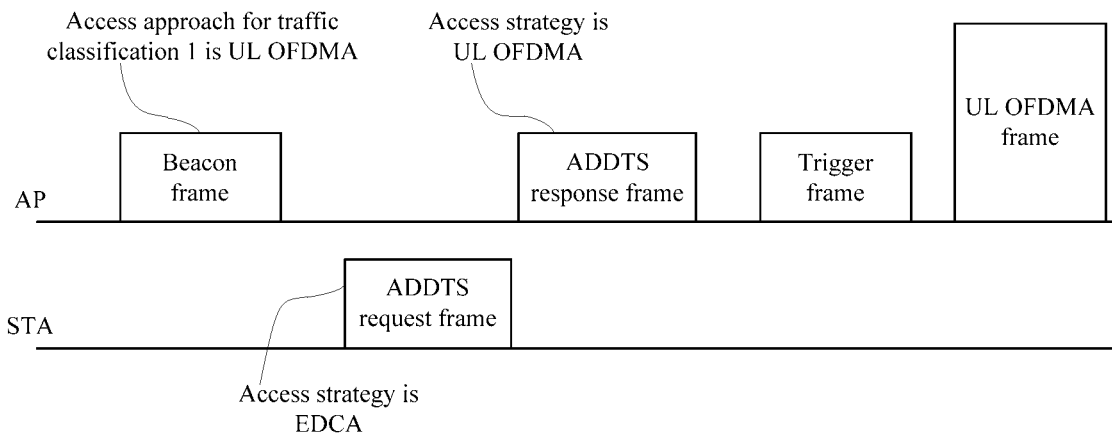 Access approach for traffic
classification 1 is UL OFDMA
Access strategy is
UL OFDMA
UL OFDMA
frame
Beacon
frame
ADDTS
response frame
Trigger
frame
AP
ADDTS
request frame
STA
Access strategy is
EDCA